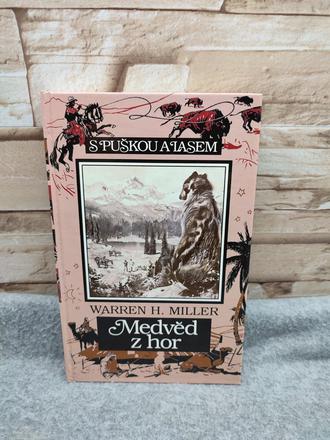 S PUŠKOU A LASEM
WARREN H. MILLER
Medvěd
z hor